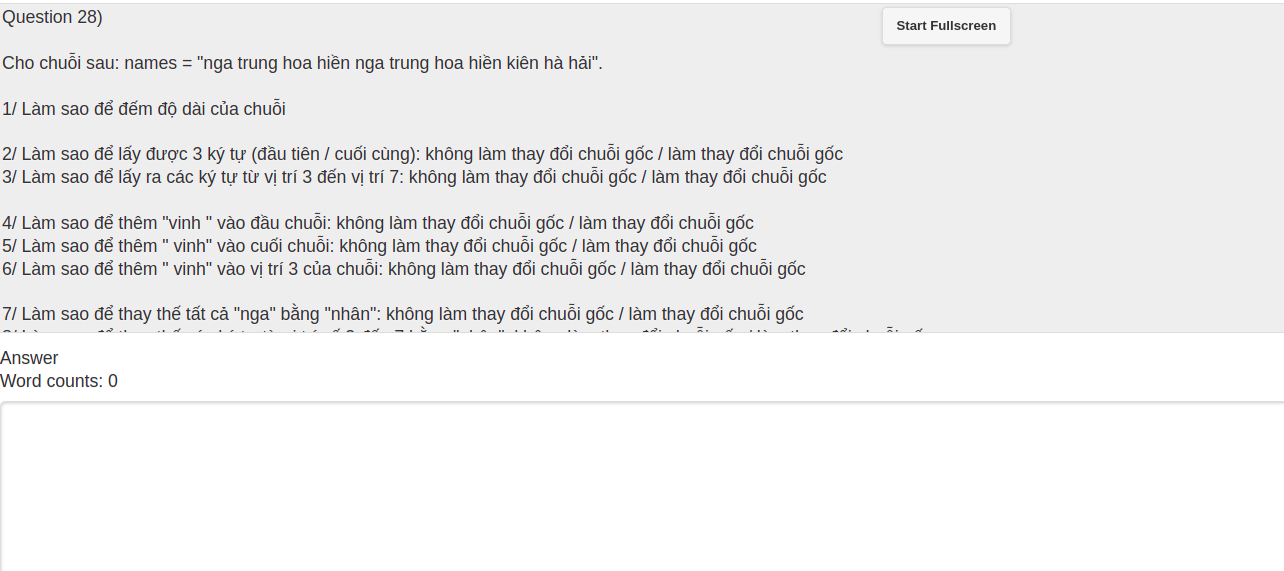 Question 28)
Start Fullscreen
Cho chuỗi sau: names = "nga trung hoa hiền nga trung hoa hiền kiên hà hải".
1/ Làm sao để đếm độ dài của chuỗi
2/ Làm sao để lấy được 3 ký tự (đầu tiên / cuối cùng): không làm thay đổi chuỗi gốc / làm thay đổi chuỗi gốc
3/ Làm sao để lấy ra các ký tự từ vị trí 3 đến vị trí 7: không làm thay đổi chuỗi gốc / làm thay đổi chuỗi gốc
4/ Làm sao để thêm "vinh " vào đầu chuỗi: không làm thay đổi chuỗi gốc / làm thay đổi chuỗi gốc
5/ Làm sao để thêm " vinh" vào cuối chuỗi: không làm thay đổi chuỗi gốc / làm thay đổi chuỗi gốc
6/ Làm sao để thêm " vinh" vào vị trí 3 của chuỗi: không làm thay đổi chuỗi gốc / làm thay đổi chuỗi gốc
7/ Làm sao để thay thế tất cả "nga" bằng "nhân": không làm thay đổi chuỗi gốc / làm thay đổi chuỗi gốc
Answer
Word counts: 0